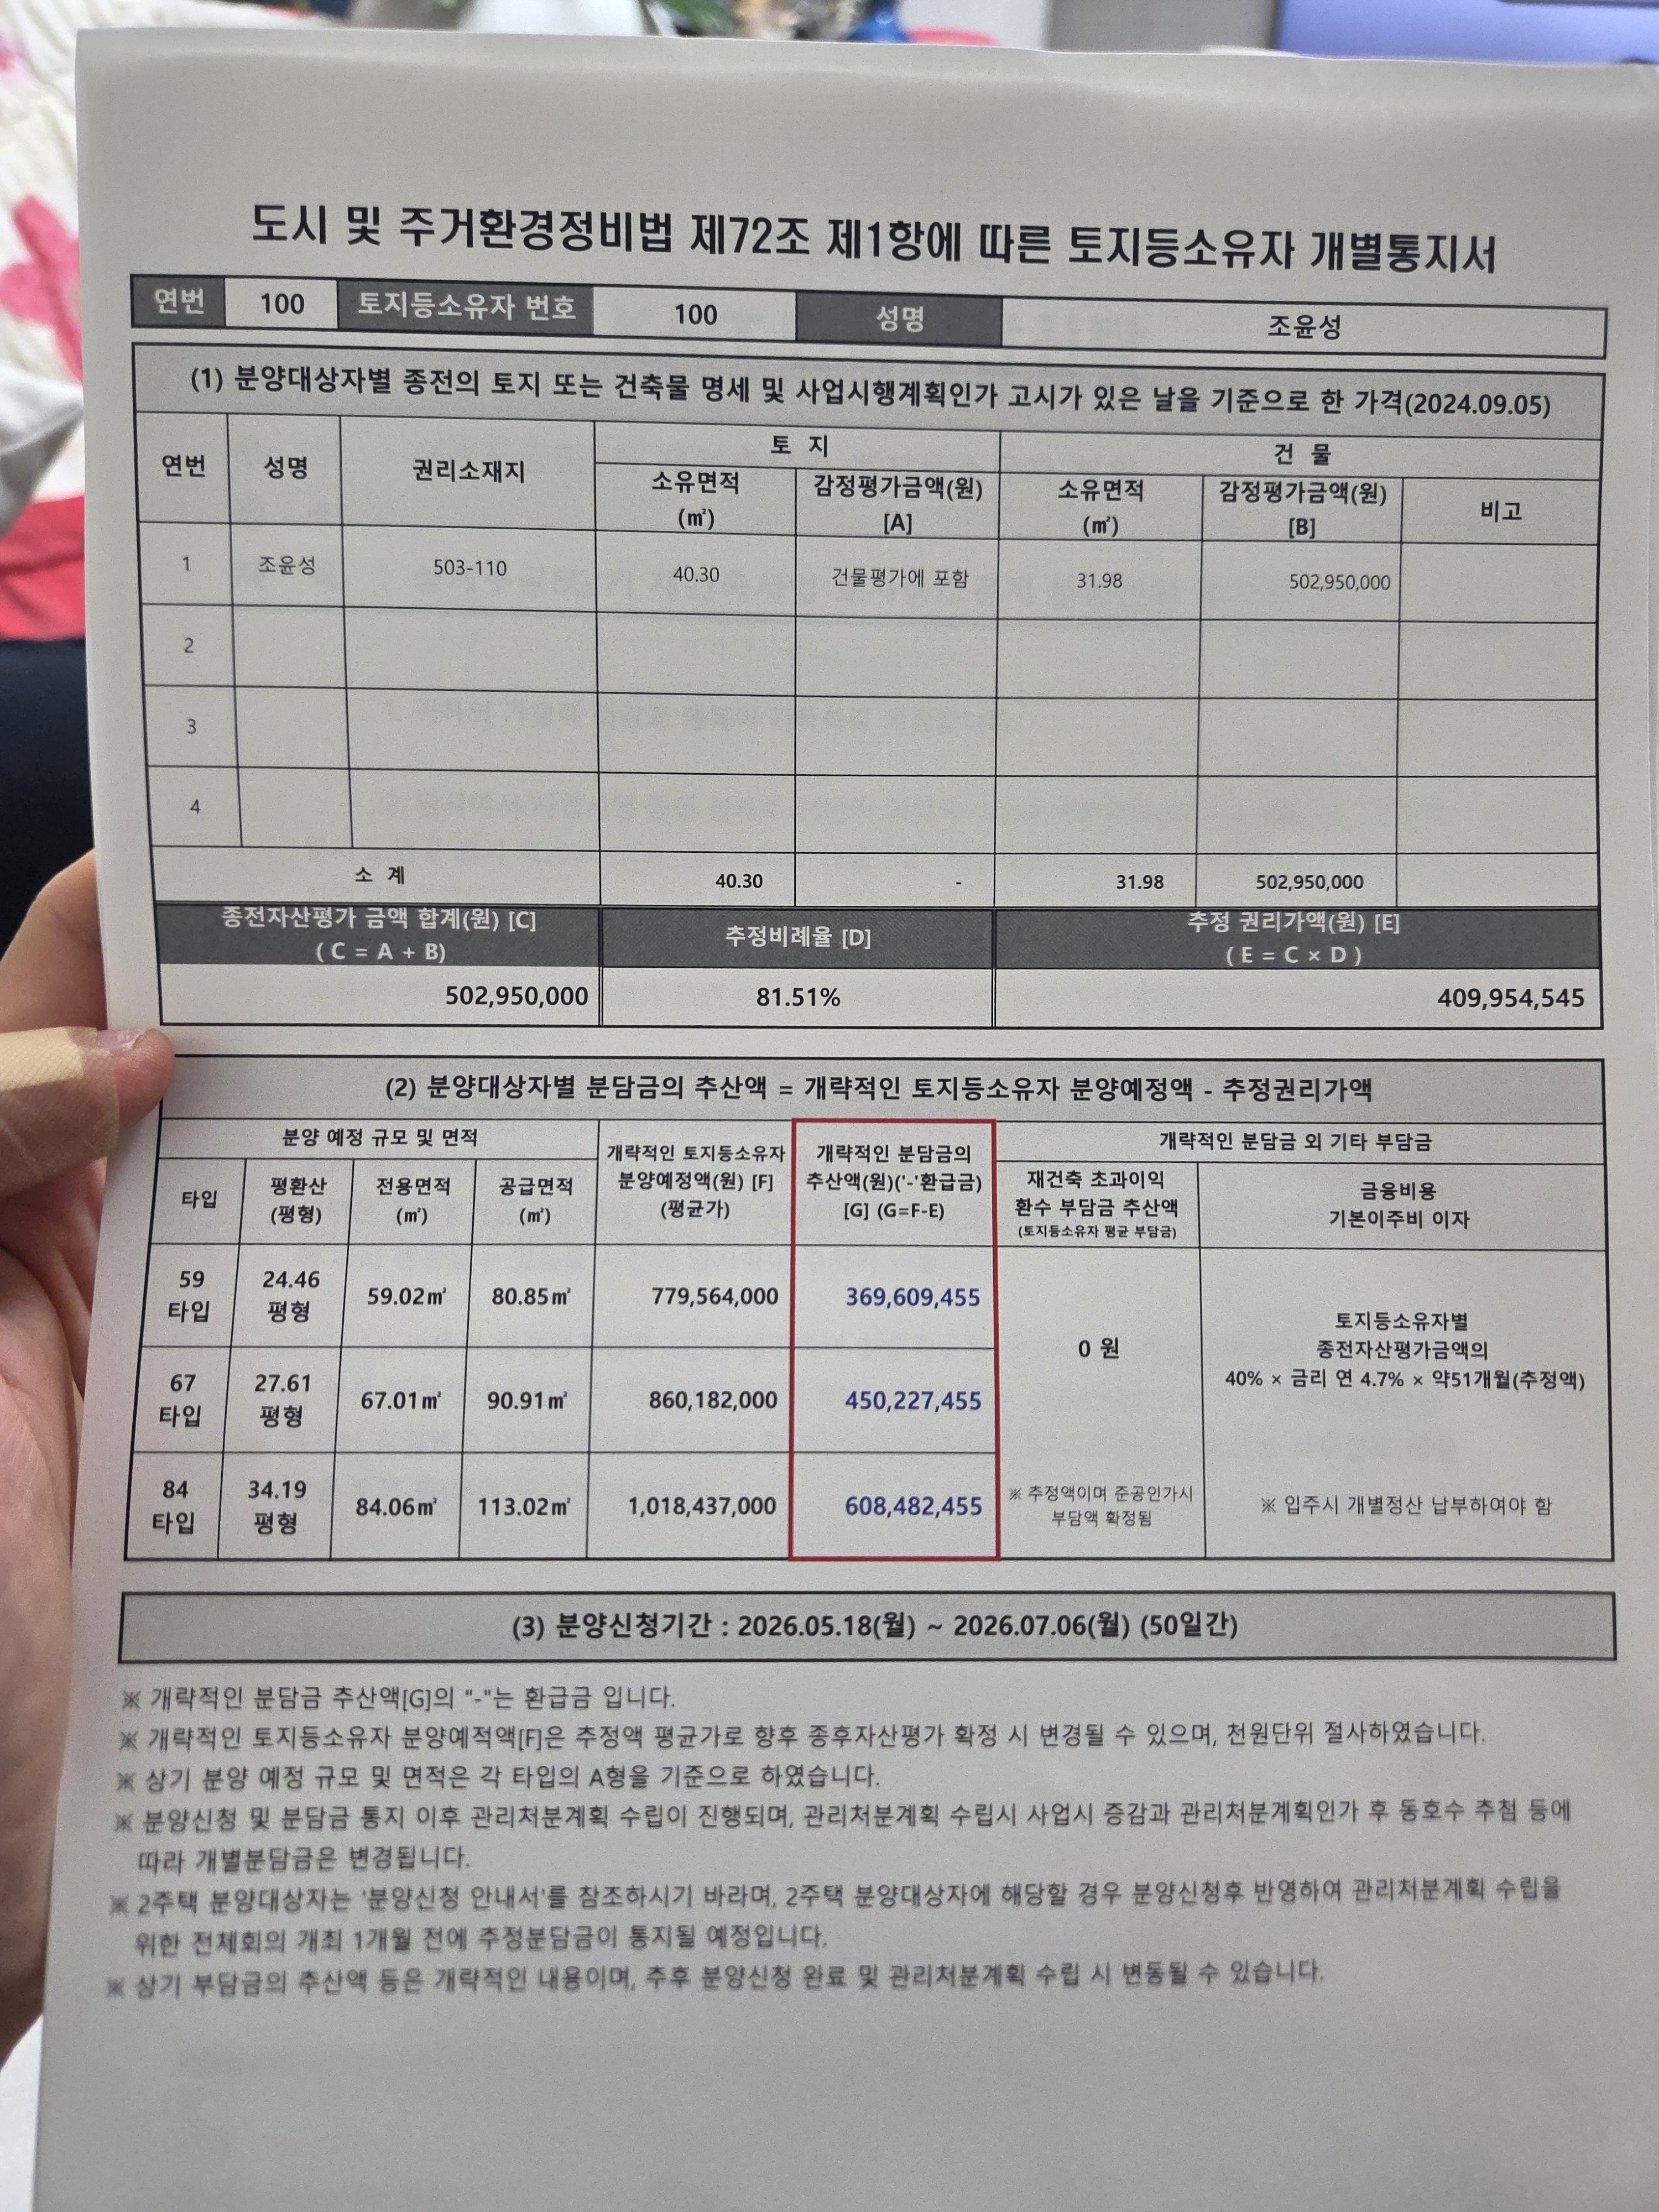 도시 및 주거환경정비법 제72조 제1항에 따른 토지등소유자 개별통지서
연번 100 토지등소유자 번호 100 성명 조윤성
(1) 분양대상자별 종전의 토지 또는 건축물 명세 및 사업시행계획인가 고시가 있은 날을 기준으로 한 가격(2024.09.05)
연번 성명 권리소재지 토 지 건 물
소유면적 (㎡) 감정평가금액(원) [A] 소유면적 (㎡) 감정평가금액(원) [B] 비고
1 조윤성 503-110 40.30 건물평가에 포함 31.98 502,950,000
2
3
4
소 계 40.30 - 31.98 502,950,000
종전자산평가 금액 합계(원) [C] 추정비례율 [D] 추정 권리가액(원) [E]
( C = A + B) ( E = C × D )
502,950,000 81.51% 409,954,545
(2) 분양대상자별 분담금의 추산액 = 개략적인 토지등소유자 분양예정액 - 추정권리가액
분양 예정 규모 및 면적 개략적인 토지등소유자 분양예정액(원) [F] (평균가) 개략적인 분담금의 추산액(원)('-'환급금) [G] (G=F-E) 개략적인 분담금 외 기타 부담금
타입 평환산 (평형) 전용면적 (㎡) 공급면적 (㎡) 재건축 초과이익 환수 부담금 추산액 (토지등소유자 평균 부담금) 금융비용 기본이주비 이자
59 타입 24.46 평형 59.02㎡ 80.85㎡ 779,564,000 369,609,455
67 타입 27.61 평형 67.01㎡ 90.91㎡ 860,182,000 450,227,455
84 타입 34.19 평형 84.06㎡ 113.02㎡ 1,018,437,000 608,482,455
0 원
※ 추정액이며 준공인가시
부담액 확정됨
토지등소유자별
종전자산평가금액의
40% × 금리 연 4.7% × 약51개월(추정액)
※ 입주시 개별정산 납부하여야 함
(3) 분양신청기간 : 2026.05.18(월) ~ 2026.07.06(월) (50일간)
※ 개략적인 분담금 추산액[G]의 "-"는 환급금 입니다.
※ 개략적인 토지등소유자 분양예적액[F]은 추정액 평균가로 향후 종후자산평가 확정 시 변경될 수 있으며, 천원단위 절사하였습니다.
※ 상기 분양 예정 규모 및 면적은 각 타입의 A형을 기준으로 하였습니다.
※ 분양신청 및 분담금 통지 이후 관리처분계획 수립이 진행되며, 관리처분계획 수립시 사업시 증감과 관리처분계획인가 후 동호수 추첨 등에
따라 개별분담금은 변경됩니다.
※ 2주택 분양대상자는 '분양신청 안내서'를 참조하시기 바라며, 2주택 분양대상자에 해당할 경우 분양신청후 반영하여 관리처분계획 수립을
위한 전체회의 개최 1개월 전에 추정분담금이 통지될 예정입니다.
※ 상기 부담금의 추산액 등은 개략적인 내용이며, 추후 분양신청 완료 및 관리처분계획 수립 시 변동될 수 있습니다.